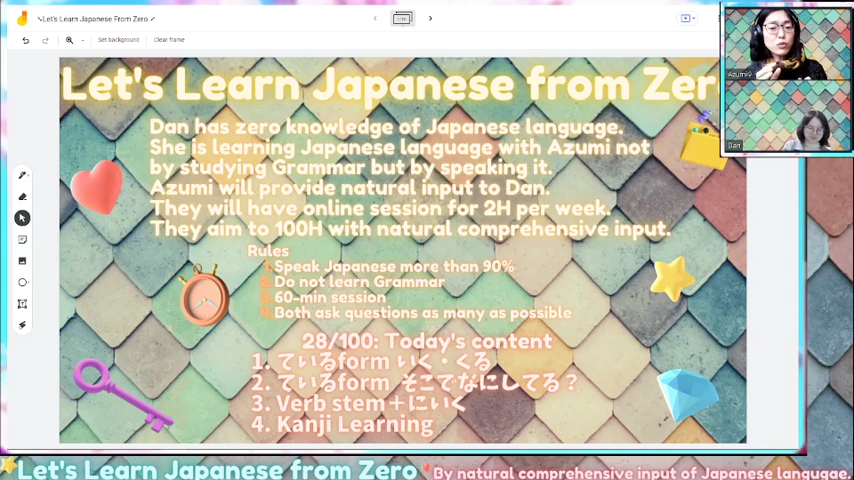 Let's Learn Japanese From Zero
Set background
Clear frame
Let's Learn Japanese from Zer
Dan has zero knowledge of Japanese language.
She is learning Japanese language with Azumi not
by studying Grammar but by speaking it.
Azumi will provide natural input to Dan.
They will have online session for 2H per week.
They aim to 100H with natural comprehensive input.
Rules
1. Speak Japanese more than 90%
2. Do not learn Grammar
3. 60-min session
4. Both ask questions as many as possible
28/100: Today's content
1. ているform いく・くる
2. ているform そこでなにしてる？
3. Verb stem＋にいく
4. Kanji Learning
Azumi
Dan
Let's Learn Japanese from Zero
By natural comprehensive input of Japanese langugae.